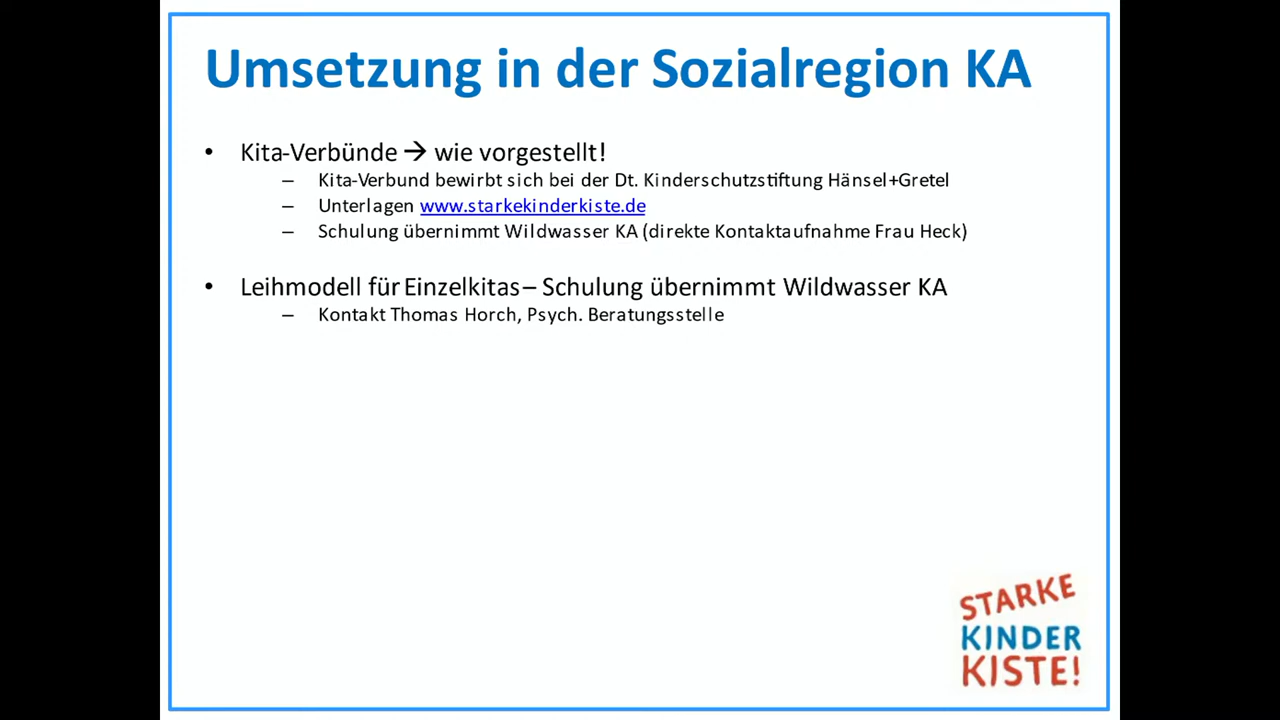 Umsetzung in der Sozialregion KA
• Kita-Verbünde → wie vorgestellt!
– Kita-Verbund bewirbt sich bei der Dt. Kinderschutzstiftung Hänsel+Gretel
– Unterlagen www.starkekinderkiste.de
– Schulung übernimmt Wildwasser KA (direkte Kontaktaufnahme Frau Heck)
• Leihmodell für Einzelkitas – Schulung übernimmt Wildwasser KA
– Kontakt Thomas Horch, Psych. Beratungsstelle
STARKE
KINDER
KISTE!